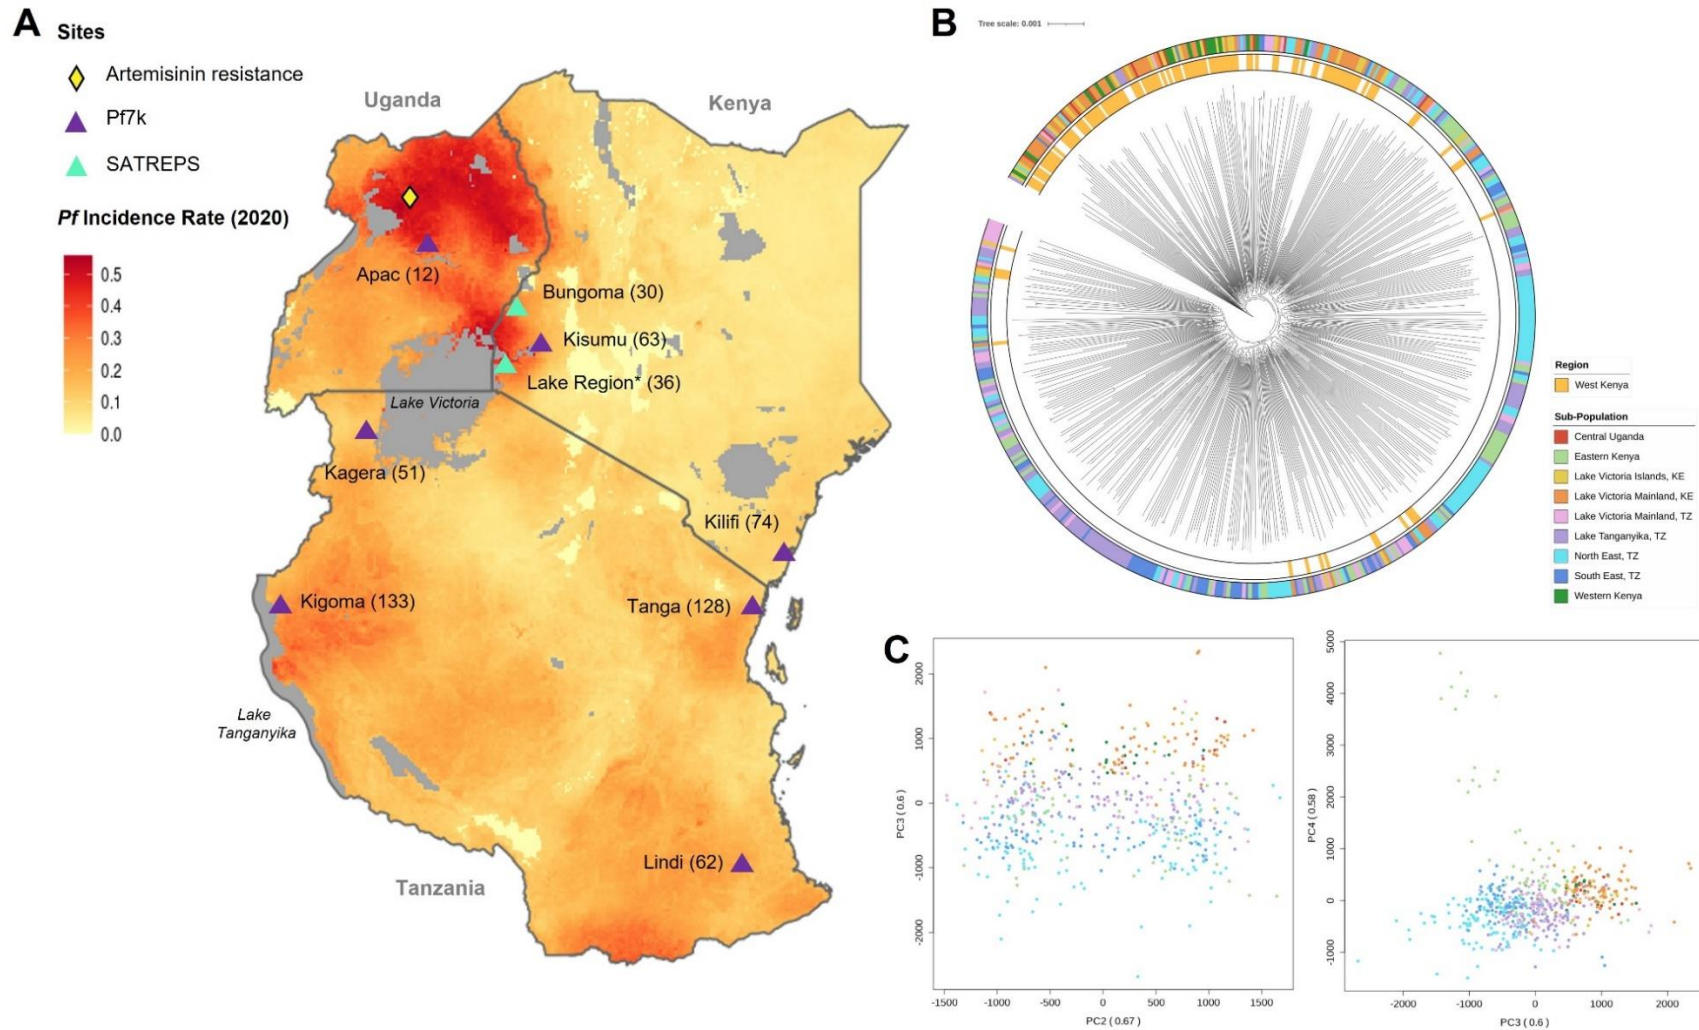 A
Sites
Artemisinin resistance
Pf7k
SATREPS
Pf Incidence Rate (2020)
0.5
0.4
0.3
0.2
0.1
0.0
Uganda
Kenya
Apac (12)
Bungoma (30)
Kisumu (63)
Lake Region* (36)
Lake Victoria
Kagera (51)
Kilifi (74)
Kigoma (133)
Tanga (128)
Lake
Tanganyika
Lindi (62)
Tanzania
B
Tree scale: 0.001
Region
West Kenya
Sub-Population
Central Uganda
Eastern Kenya
Lake Victoria Islands, KE
Lake Victoria Mainland, KE
Lake Victoria Mainland, TZ
Lake Tanganyika, TZ
North East, TZ
South East, TZ
Western Kenya
C
2000
1000
0
-1000
-2000
PC3 ( 0.6 )
-1500
-1000
-500
0
500
1000
1500
PC2 ( 0.67 )
5000
4000
3000
2000
1000
0
-1000
PC4 ( 0.58 )
-2000
-1000
0
1000
2000
PC3 ( 0.6 )